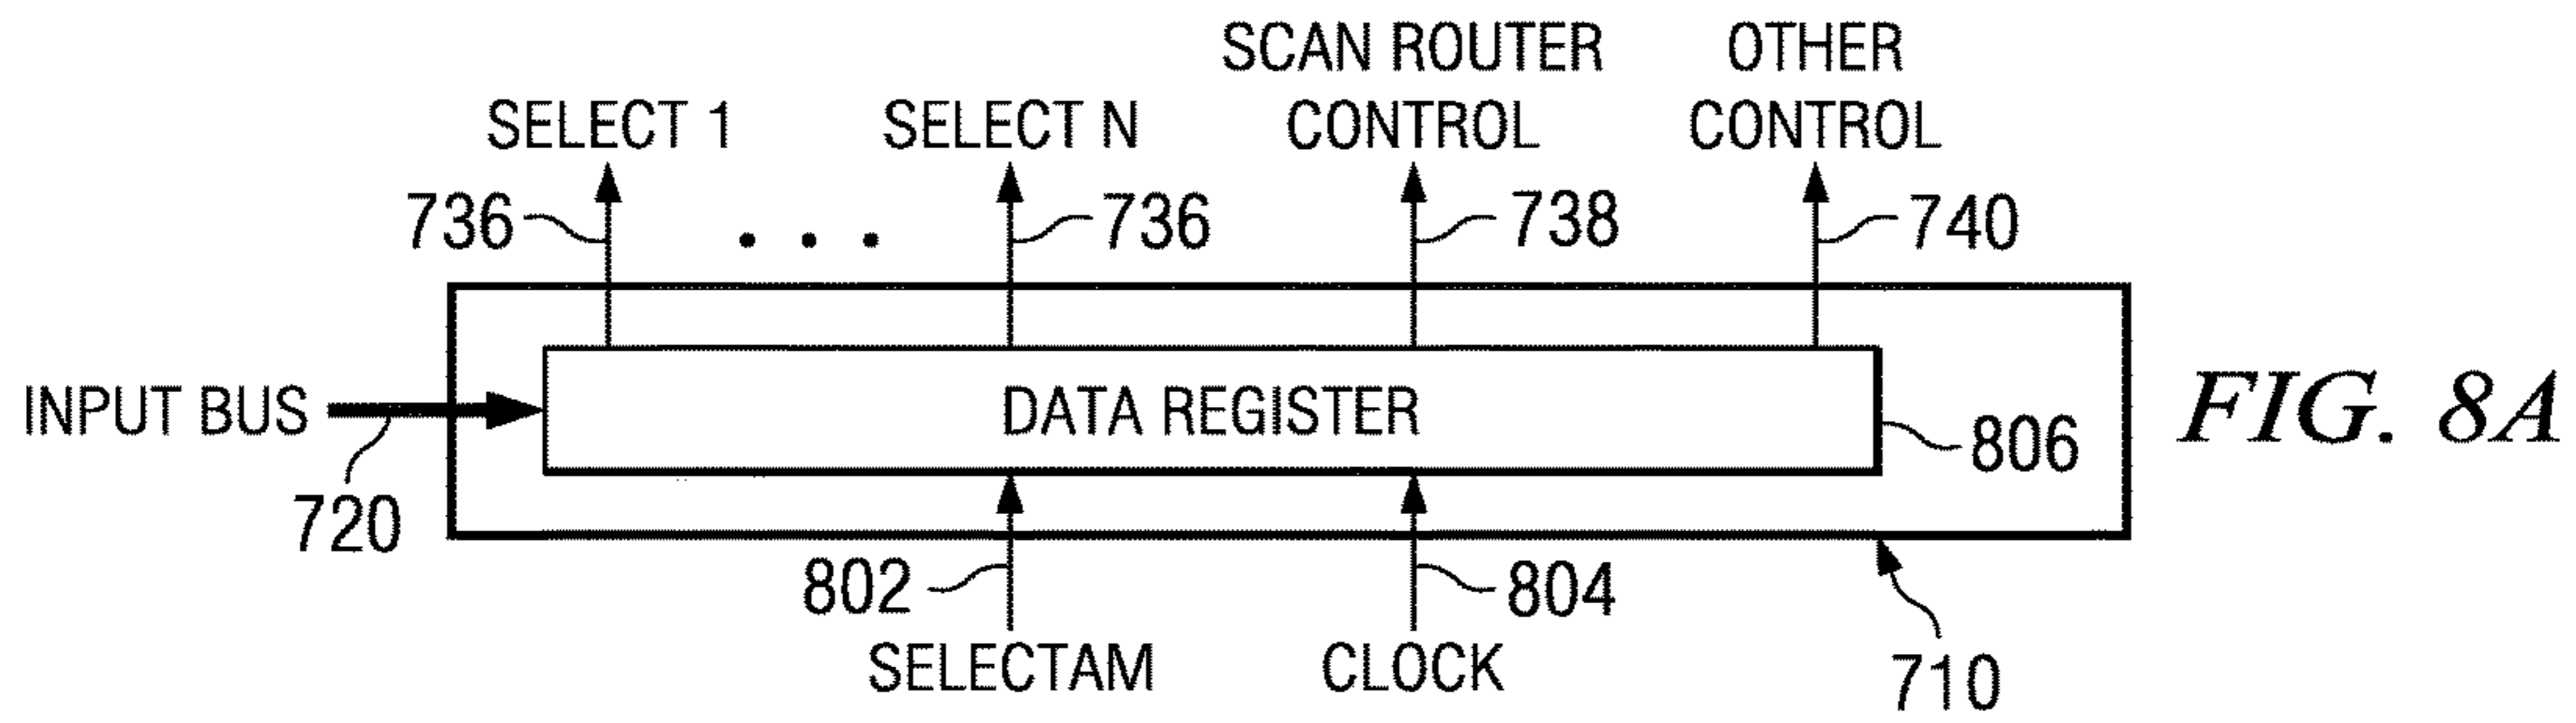 SCAN ROUTER OTHER
SELECT 1 SELECT N CONTROL CONTROL
736 736 738 740
. . .
INPUT BUS DATA REGISTER 806 FIG. 8A
720 802 804
SELECTAM CLOCK 710